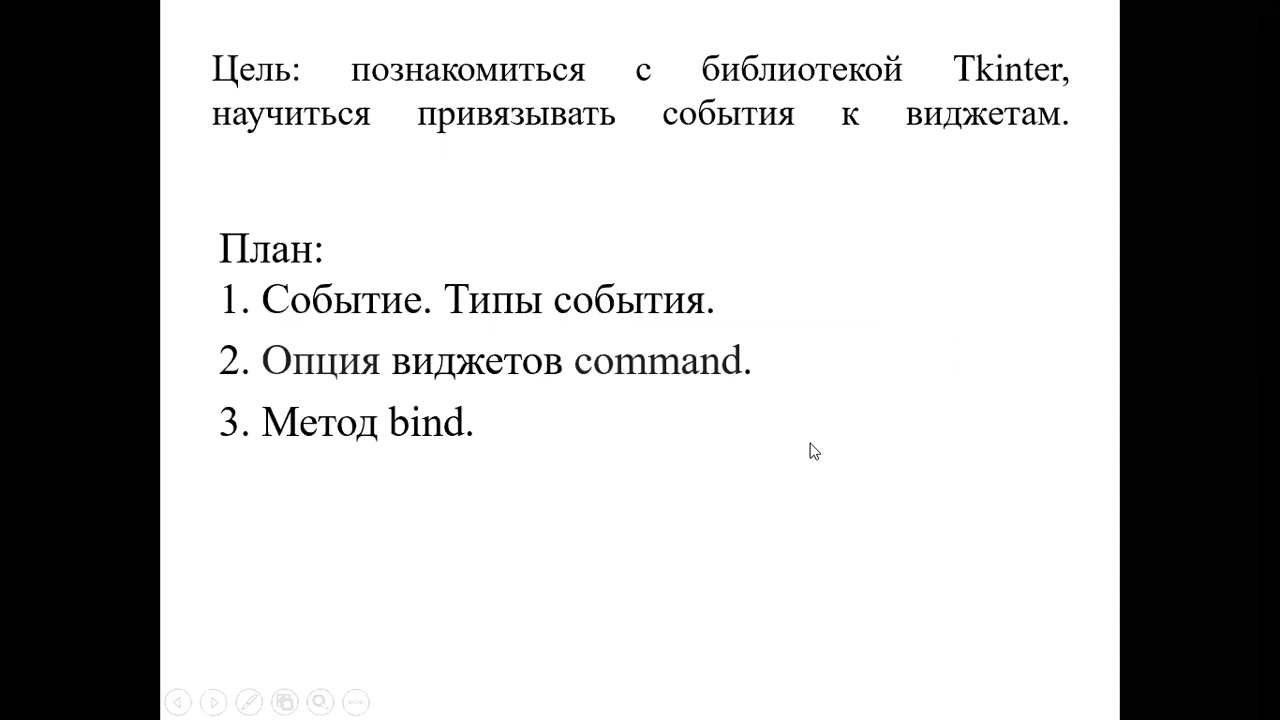 Цель: познакомиться с библиотекой Tkinter,
научиться привязывать события к виджетам.
План:
1. Событие. Типы события.
2. Опция виджетов command.
3. Метод bind.